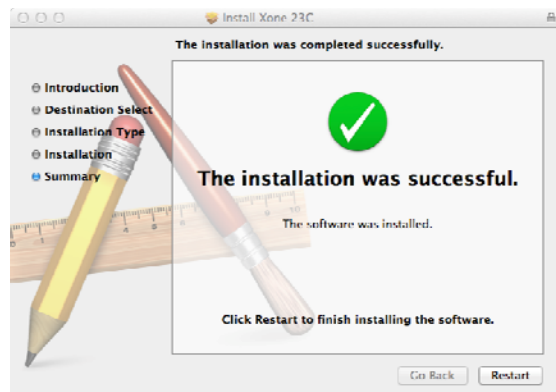 Install Xone 23C
The installation was completed successfully.
Introduction
Destination Select
Installation Type
Installation
Summary
The installation was successful.
The software was installed.
Click Restart to finish installing the software.
Go Back
Restart